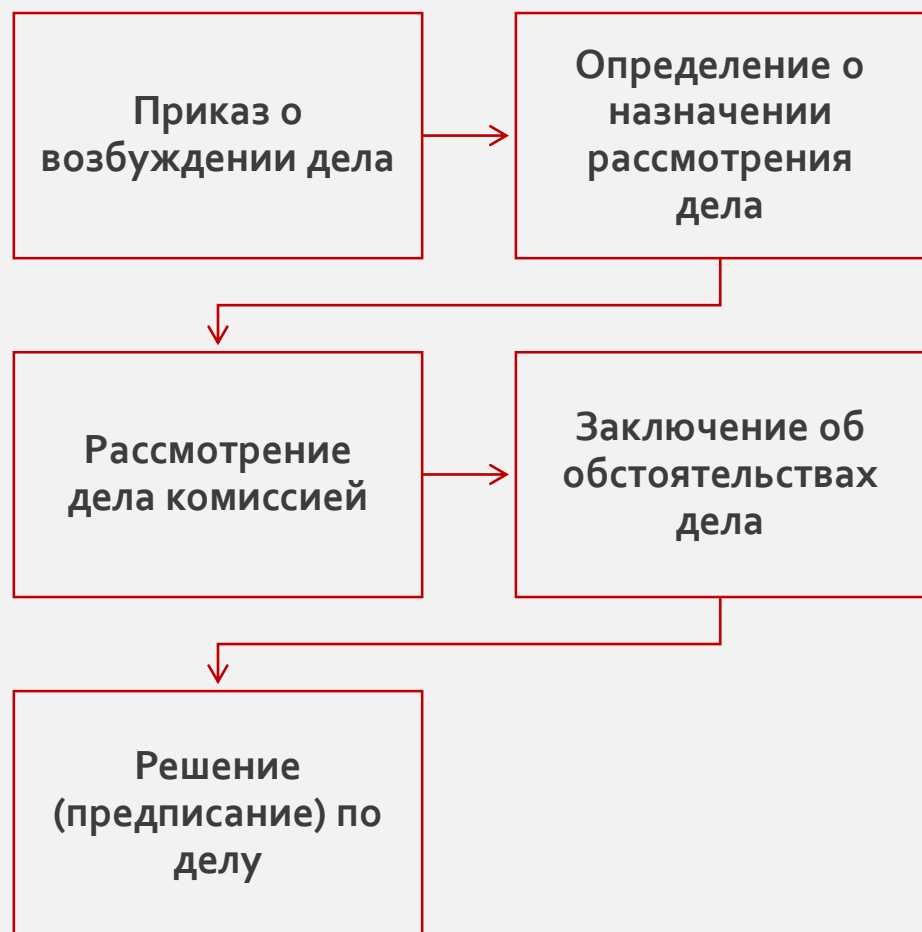 Приказ о
возбуждении дела
Определение о
назначении
рассмотрения
дела
Рассмотрение
дела комиссией
Заключение об
обстоятельствах
дела
Решение
(предписание) по
делу